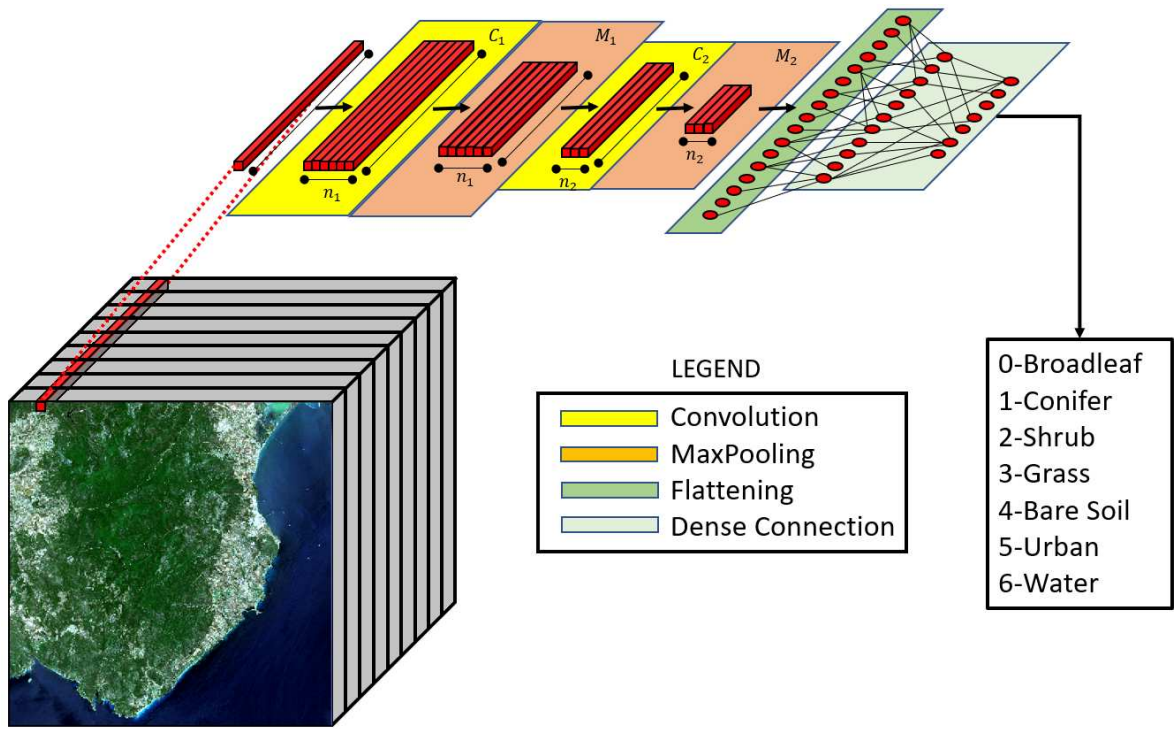 C₁
M₁
C₂
M₂
n₁
n₁
n₂
n₂
LEGEND
Convolution
MaxPooling
Flattening
Dense Connection
0-Broadleaf
1-Conifer
2-Shrub
3-Grass
4-Bare Soil
5-Urban
6-Water